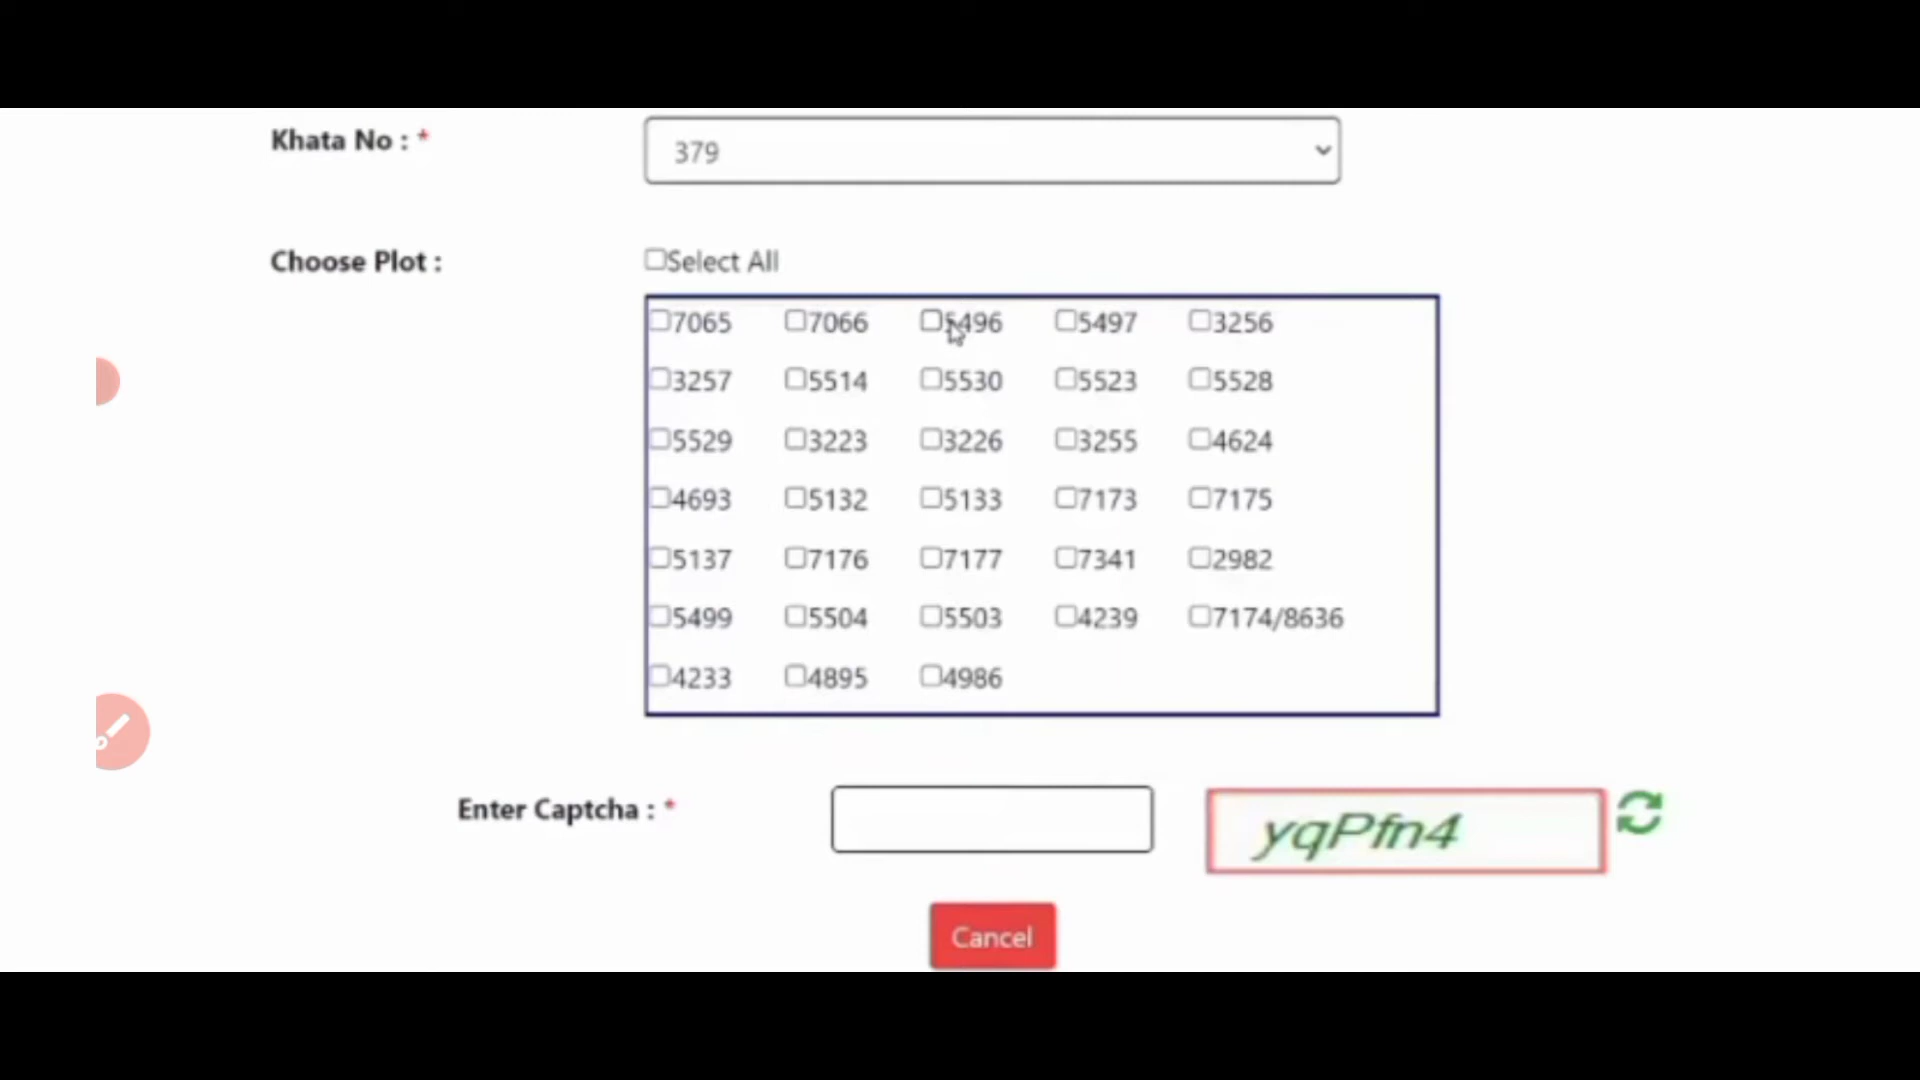 Khata No : *
379
Choose Plot :
Select All
7065 7066 5496 5497 3256
3257 5514 5530 5523 5528
5529 3223 3226 3255 4624
4693 5132 5133 7173 7175
5137 7176 7177 7341 2982
5499 5504 5503 4239 7174/8636
4233 4895 4986
Enter Captcha : *
yqPfn4
Cancel